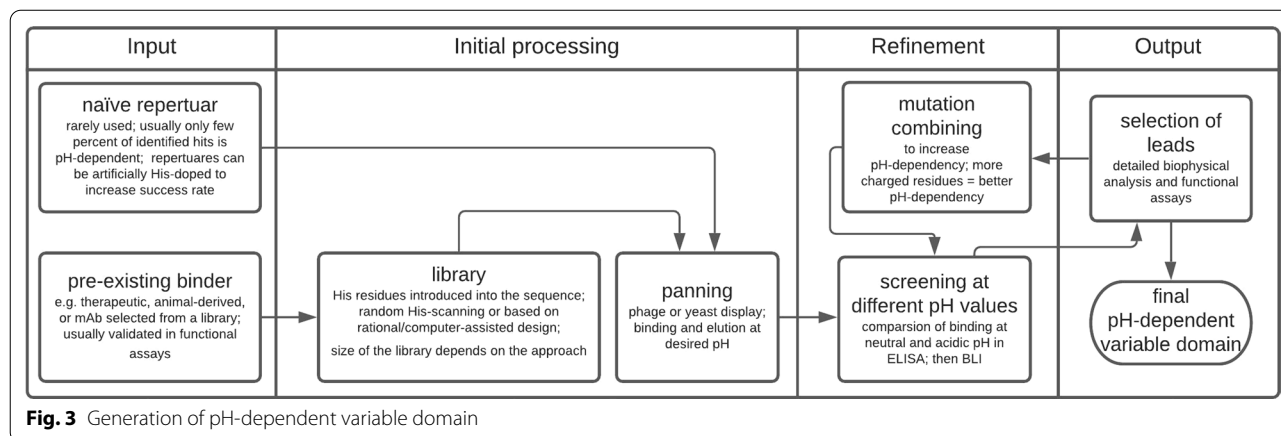 Input
Initial processing
Refinement
Output
naïve repertuar
rarely used; usually only few
percent of identified hits is
pH-dependent; repertuares can
be artificially His-doped to
increase success rate
pre-existing binder
e.g. therapeutic, animal-derived,
or mAb selected from a library;
usually validated in functional
assays
library
His residues introduced into the sequence;
random His-scanning or based on
rational/computer-assisted design;
size of the library depends on the approach
panning
phage or yeast display;
binding and elution at
desired pH
mutation
combining
to increase
pH-dependency; more
charged residues = better
pH-dependency
screening at
different pH values
comparsion of binding at
neutral and acidic pH in
ELISA; then BLI
selection of
leads
detailed biophysical
analysis and functional
assays
final
pH-dependent
variable domain
Fig. 3 Generation of pH-dependent variable domain